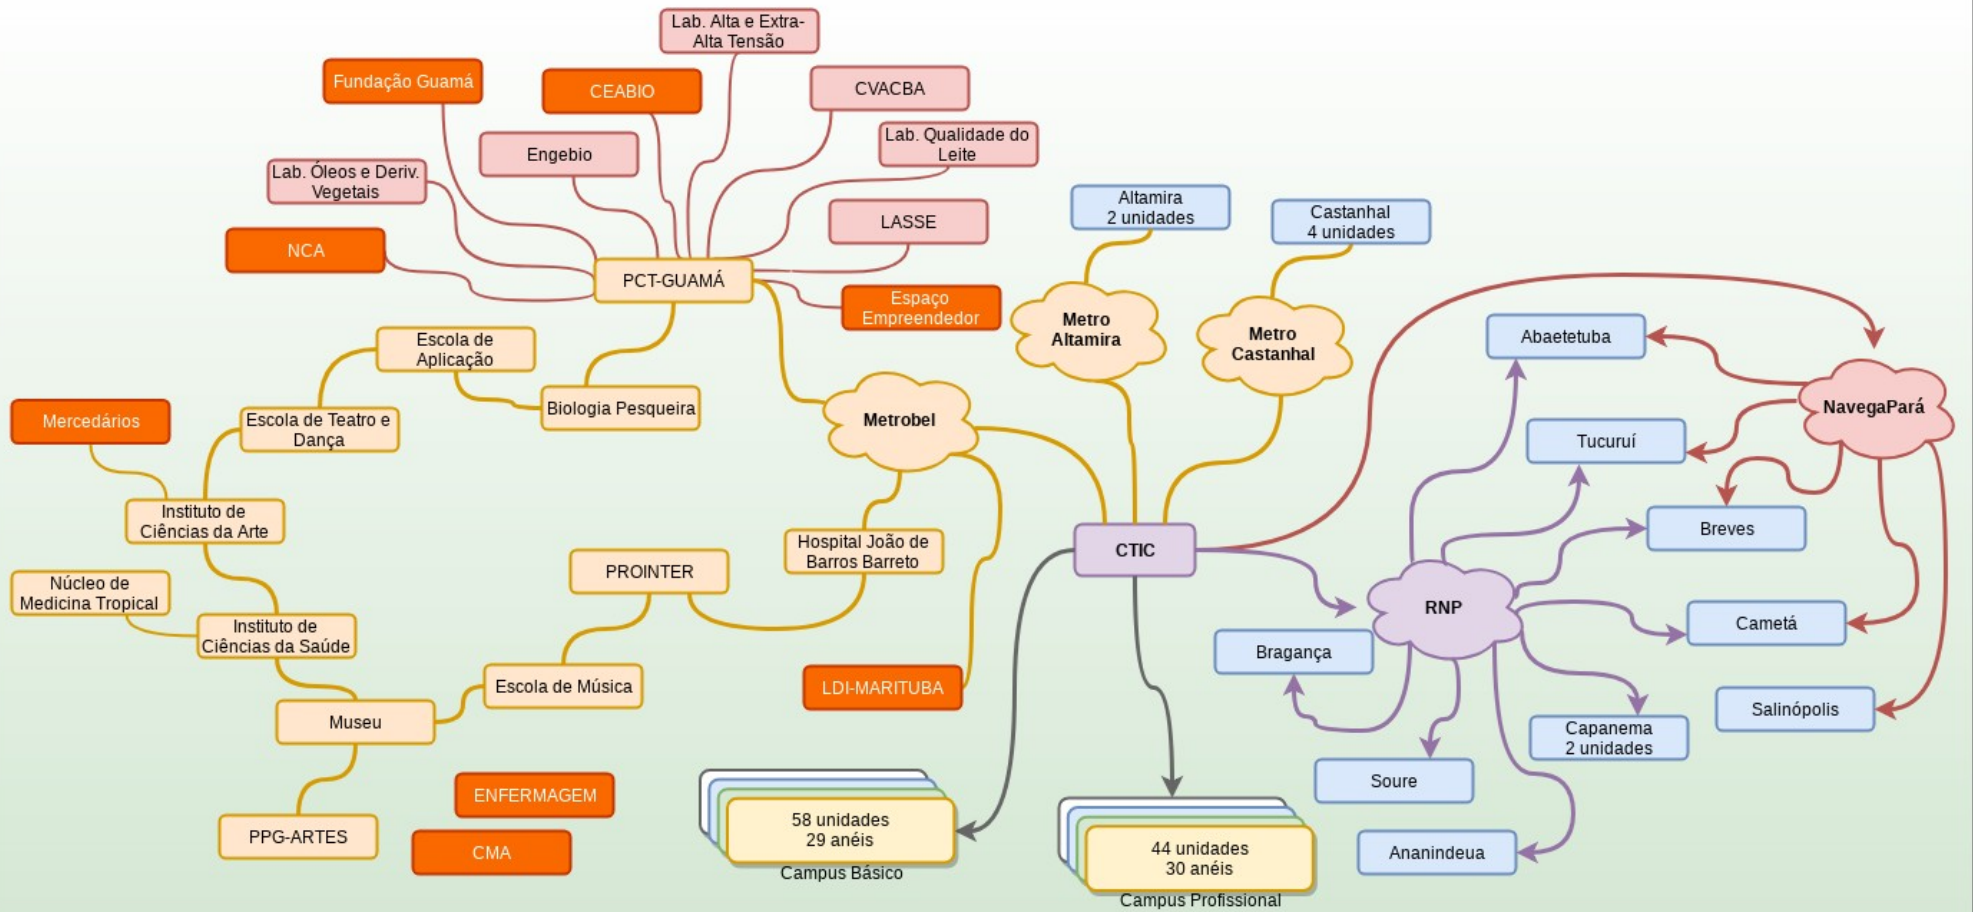 Lab. Alta e Extra-
Alta Tensão
Fundação Guamá
CEABIO
CVACBA
Engebio
Lab. Qualidade do
Leite
Lab. Óleos e Deriv.
Vegetais
LASSE
NCA
PCT-GUAMÁ
Espaço
Empreendedor
Altamira
2 unidades
Castanhal
4 unidades
Metro
Altamira
Metro
Castanhal
Escola de
Aplicação
Biologia Pesqueira
Escola de Teatro e
Dança
Mercedários
Metrobel
Abaetetuba
NavegaPará
Tucuruí
Instituto de
Ciências da Arte
Hospital João de
Barros Barreto
CTIC
Breves
Núcleo de
Medicina Tropical
PROINTER
RNP
Instituto de
Ciências da Saúde
Cametá
Bragança
Escola de Música
LDI-MARITUBA
Museu
Salinópolis
Capanema
2 unidades
Soure
ENFERMAGEM
PPG-ARTES
CMA
58 unidades
29 anéis
Campus Básico
44 unidades
30 anéis
Campus Profissional
Ananindeua